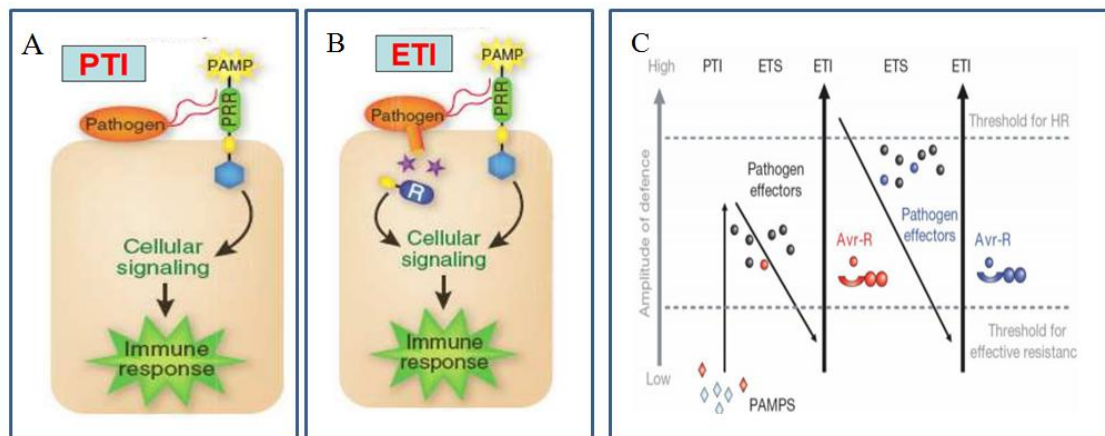 A
PTI
PAMP
PRR
Pathogen
Cellular
signaling
Immune
response
B
ETI
PAMP
PRR
Pathogen
R
Cellular
signaling
Immune
response
C
High
PTI
ETS
ETI
ETS
ETI
Threshold for HR
Amplitude of defence
Pathogen
effectors
Pathogen
effectors
Avr-R
Avr-R
Threshold for
effective resistanc
Low
PAMPS